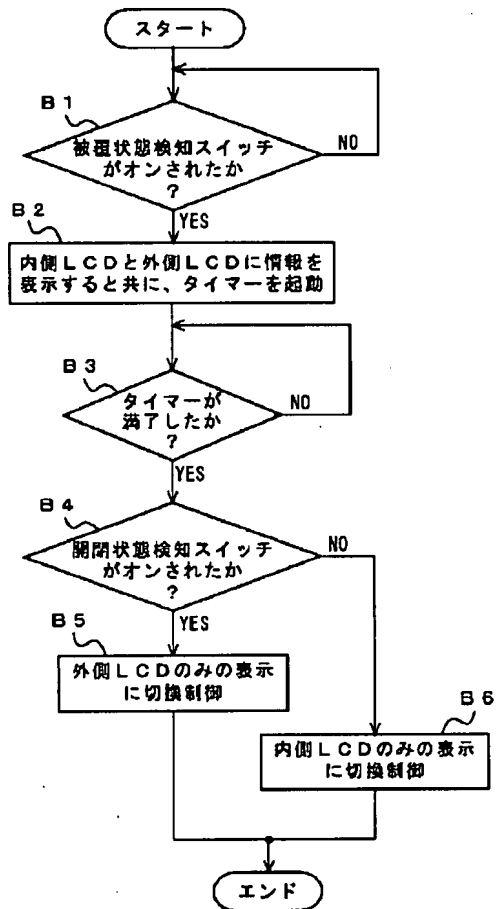 スタート
B1
被覆状態検知スイッチ
がオンされたか
?
NO
YES
B2
内側LCDと外側LCDに情報を
表示すると共に、タイマーを起動
B3
タイマーが
満了したか
?
NO
YES
B4
開閉状態検知スイッチ
がオンされたか
?
NO
YES
B5
外側LCDのみの表示
に切換制御
B6
内側LCDのみの表示
に切換制御
エンド